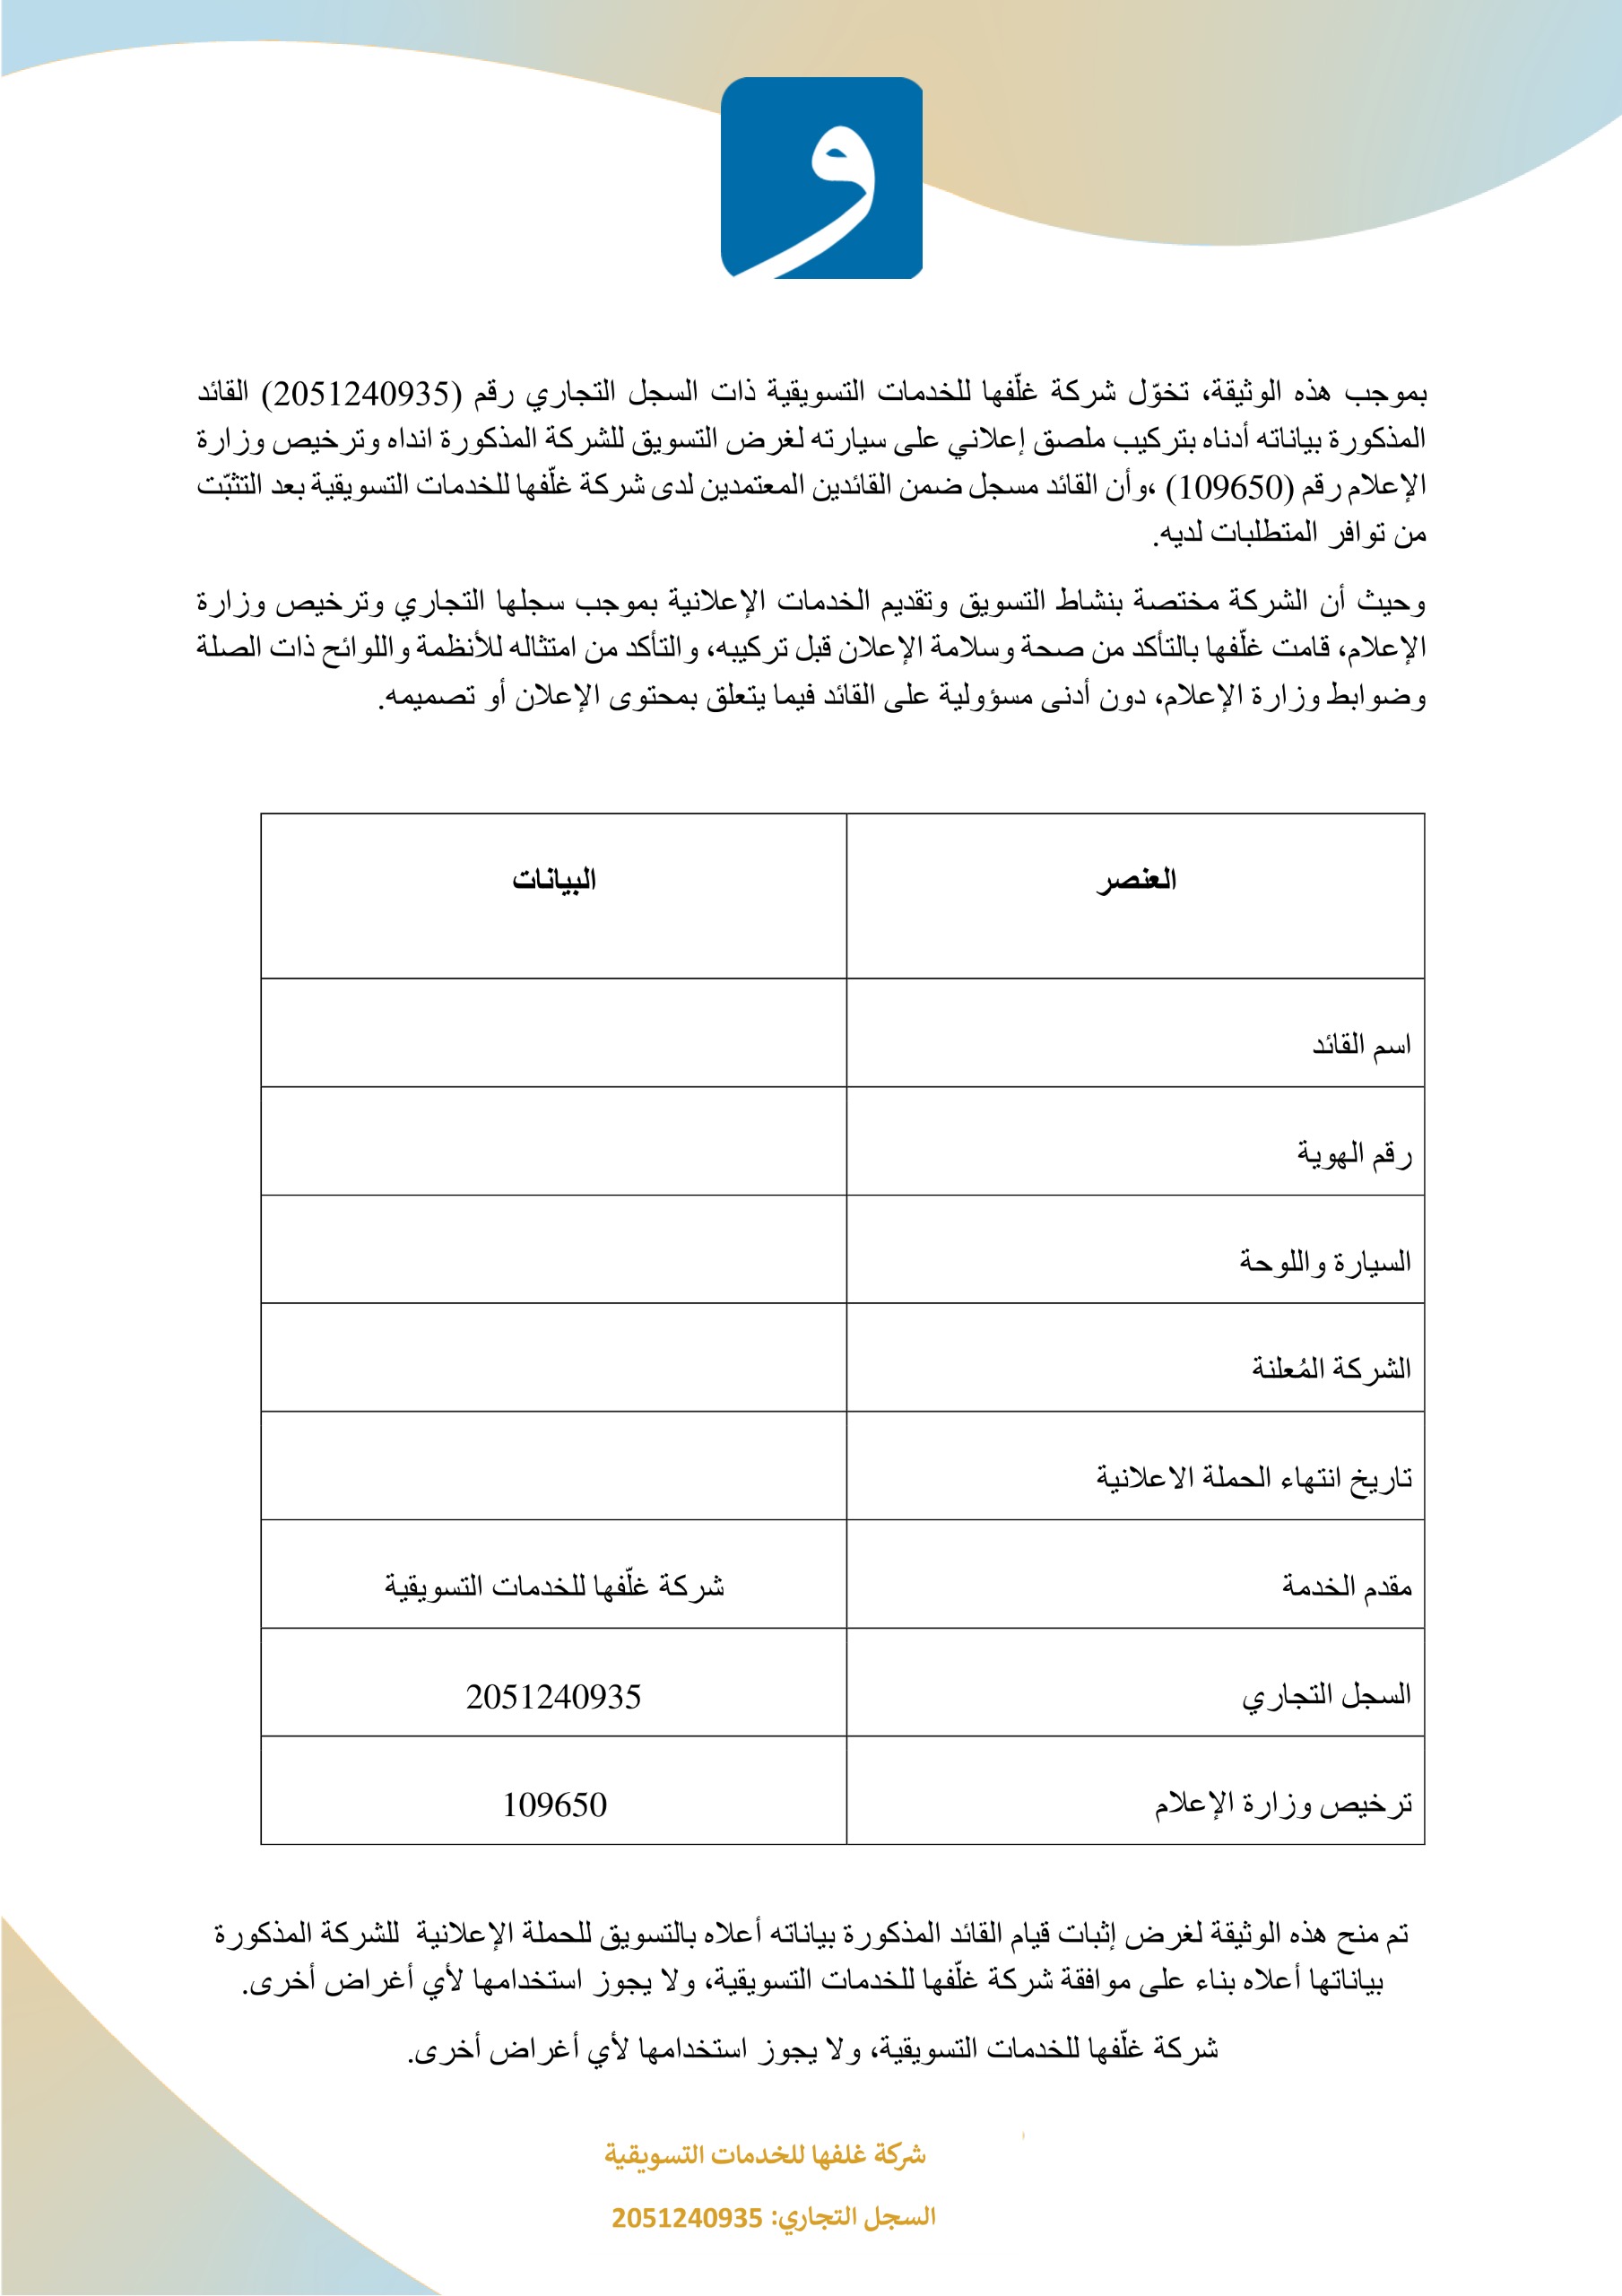 و
بموجب هذه الوثيقة، تخوّل شركة غلّفها للخدمات التسويقية ذات السجل التجاري رقم (2051240935) القائد
المذكورة بياناته أدناه بتركيب ملصق إعلاني على سيارته لغرض التسويق للشركة المذكورة انداه وترخيص وزارة
الإعلام رقم (109650) ،وأن القائد مسجل ضمن القائدين المعتمدين لدى شركة غلّفها للخدمات التسويقية بعد التثبّت
من توافر المتطلبات لديه.
وحيث أن الشركة مختصة بنشاط التسويق وتقديم الخدمات الإعلانية بموجب سجلها التجاري وترخيص وزارة
الإعلام، قامت غلّفها بالتأكد من صحة وسلامة الإعلان قبل تركيبه، والتأكد من امتثاله للأنظمة واللوائح ذات الصلة
وضوابط وزارة الإعلام، دون أدنى مسؤولية على القائد فيما يتعلق بمحتوى الإعلان أو تصميمه.
العنصر البيانات
اسم القائد
رقم الهوية
السيارة واللوحة
الشركة المُعلنة
تاريخ انتهاء الحملة الاعلانية
مقدم الخدمة شركة غلّفها للخدمات التسويقية
السجل التجاري 2051240935
ترخيص وزارة الإعلام 109650
تم منح هذه الوثيقة لغرض إثبات قيام القائد المذكورة بياناته أعلاه بالتسويق للحملة الإعلانية للشركة المذكورة
بياناتها أعلاه بناء على موافقة شركة غلّفها للخدمات التسويقية، ولا يجوز استخدامها لأي أغراض أخرى.
شركة غلّفها للخدمات التسويقية، ولا يجوز استخدامها لأي أغراض أخرى.
شركة غلفها للخدمات التسويقية
السجل التجاري: 2051240935